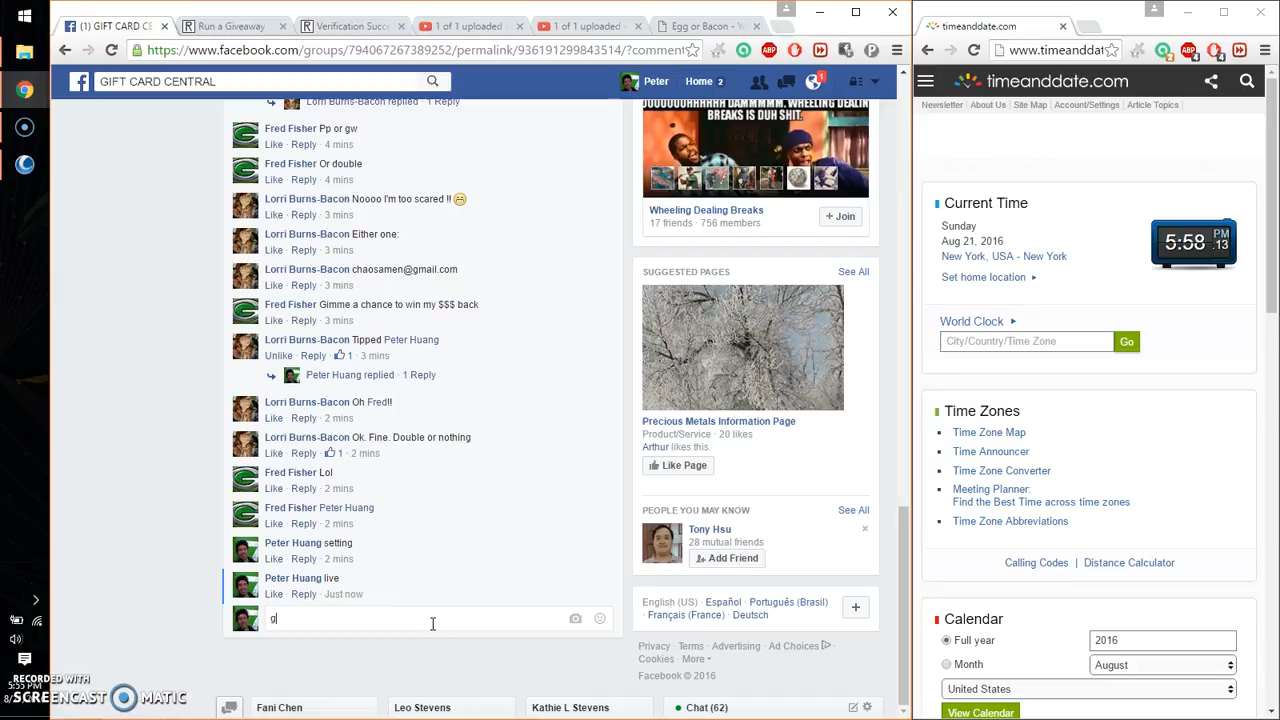 (1) GIFT CARD CE
Run a Giveaway
Verification Succ
1 of 1 uploaded -
1 of 1 uploaded -
Egg or Bacon - Yo
https://www.facebook.com/groups/794067267389252/permalink/936191299843514/?comment
GIFT CARD CENTRAL
Peter
Home 2
1
Lorri Burns-Bacon replied · 1 Reply
Fred Fisher Pp or gw
Like · Reply · 4 mins
Fred Fisher Or double
Like · Reply · 4 mins
Lorri Burns-Bacon Noooo I'm too scared !!
Like · Reply · 3 mins
Lorri Burns-Bacon Either one:
Like · Reply · 3 mins
Lorri Burns-Bacon chaosamen@gmail.com
Like · Reply · 3 mins
Fred Fisher Gimme a chance to win my $$$ back
Like · Reply · 3 mins
Lorri Burns-Bacon Tipped Peter Huang
Unlike · Reply · 1 · 3 mins
Peter Huang replied · 1 Reply
Lorri Burns-Bacon Oh Fred!!
Like · Reply · 2 mins
Lorri Burns-Bacon Ok. Fine. Double or nothing
Like · Reply · 1 · 2 mins
Fred Fisher Lol
Like · Reply · 2 mins
Fred Fisher Peter Huang
Like · Reply · 2 mins
Peter Huang setting
Like · Reply · 2 mins
Peter Huang live
Like · Reply · Just now
g
BREAKS IS DUH SHIT.
Wheeling Dealing Breaks
17 friends · 756 members
+ Join
SUGGESTED PAGES
See All
Precious Metals Information Page
Product/Service · 20 likes
Arthur likes this.
Like Page
PEOPLE YOU MAY KNOW
See All
Tony Hsu
28 mutual friends
Add Friend
English (US) · Español · Português (Brasil) ·
Français (France) · Deutsch
Privacy · Terms · Advertising · Ad Choices ·
Cookies · More
Facebook © 2016
Fani Chen
Leo Stevens
Kathie L Stevens
Chat (62)
5:55 PM
RECORDED WITH
SCREENCAST MATIC
timeanddate.com
www.timeanddat
timeanddate.com
Newsletter
About Us
Site Map
Account/Settings
Article Topics
Current Time
Sunday
Aug 21, 2016
New York, USA - New York
Set home location
5:58 PM 13
World Clock
City/Country/Time Zone
Go
Time Zones
Time Zone Map
Time Announcer
Time Zone Converter
Meeting Planner:
Find the Best Time across time zones
Time Zone Abbreviations
Calling Codes
Distance Calculator
Calendar
Full year
2016
Month
August
United States
View Calendar